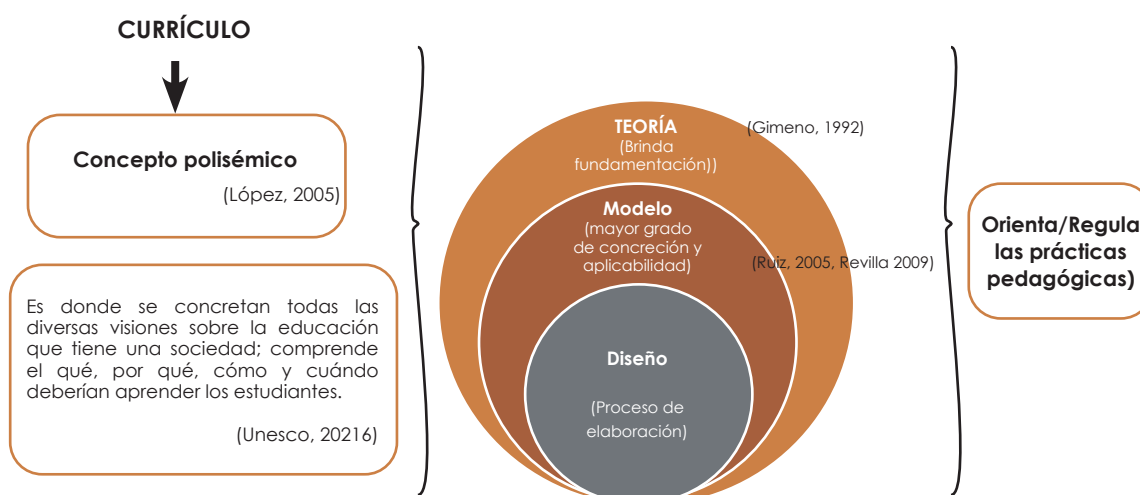 CURRÍCULO
Concepto polisémico
(López, 2005)
Es donde se concretan todas las
diversas visiones sobre la educación
que tiene una sociedad; comprende
el qué, por qué, cómo y cuándo
deberían aprender los estudiantes.
(Unesco, 20216)
TEORÍA
(Brinda
fundamentación))
(Gimeno, 1992)
Modelo
(mayor grado
de concreción y
aplicabilidad)
(Ruiz, 2005, Revilla 2009)
Diseño
(Proceso de
elaboración)
Orienta/Regula
las prácticas
pedagógicas)